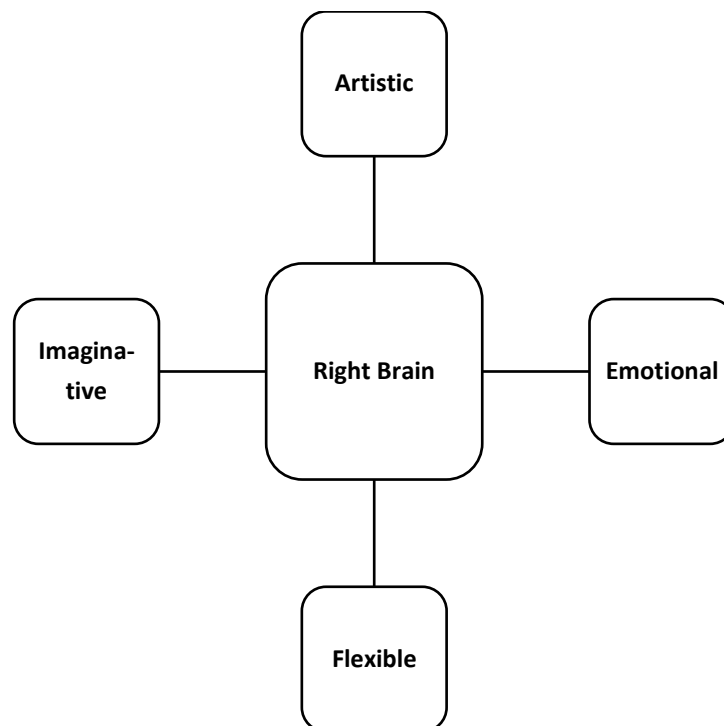 Artistic
Imagina-
tive
Right Brain
Emotional
Flexible